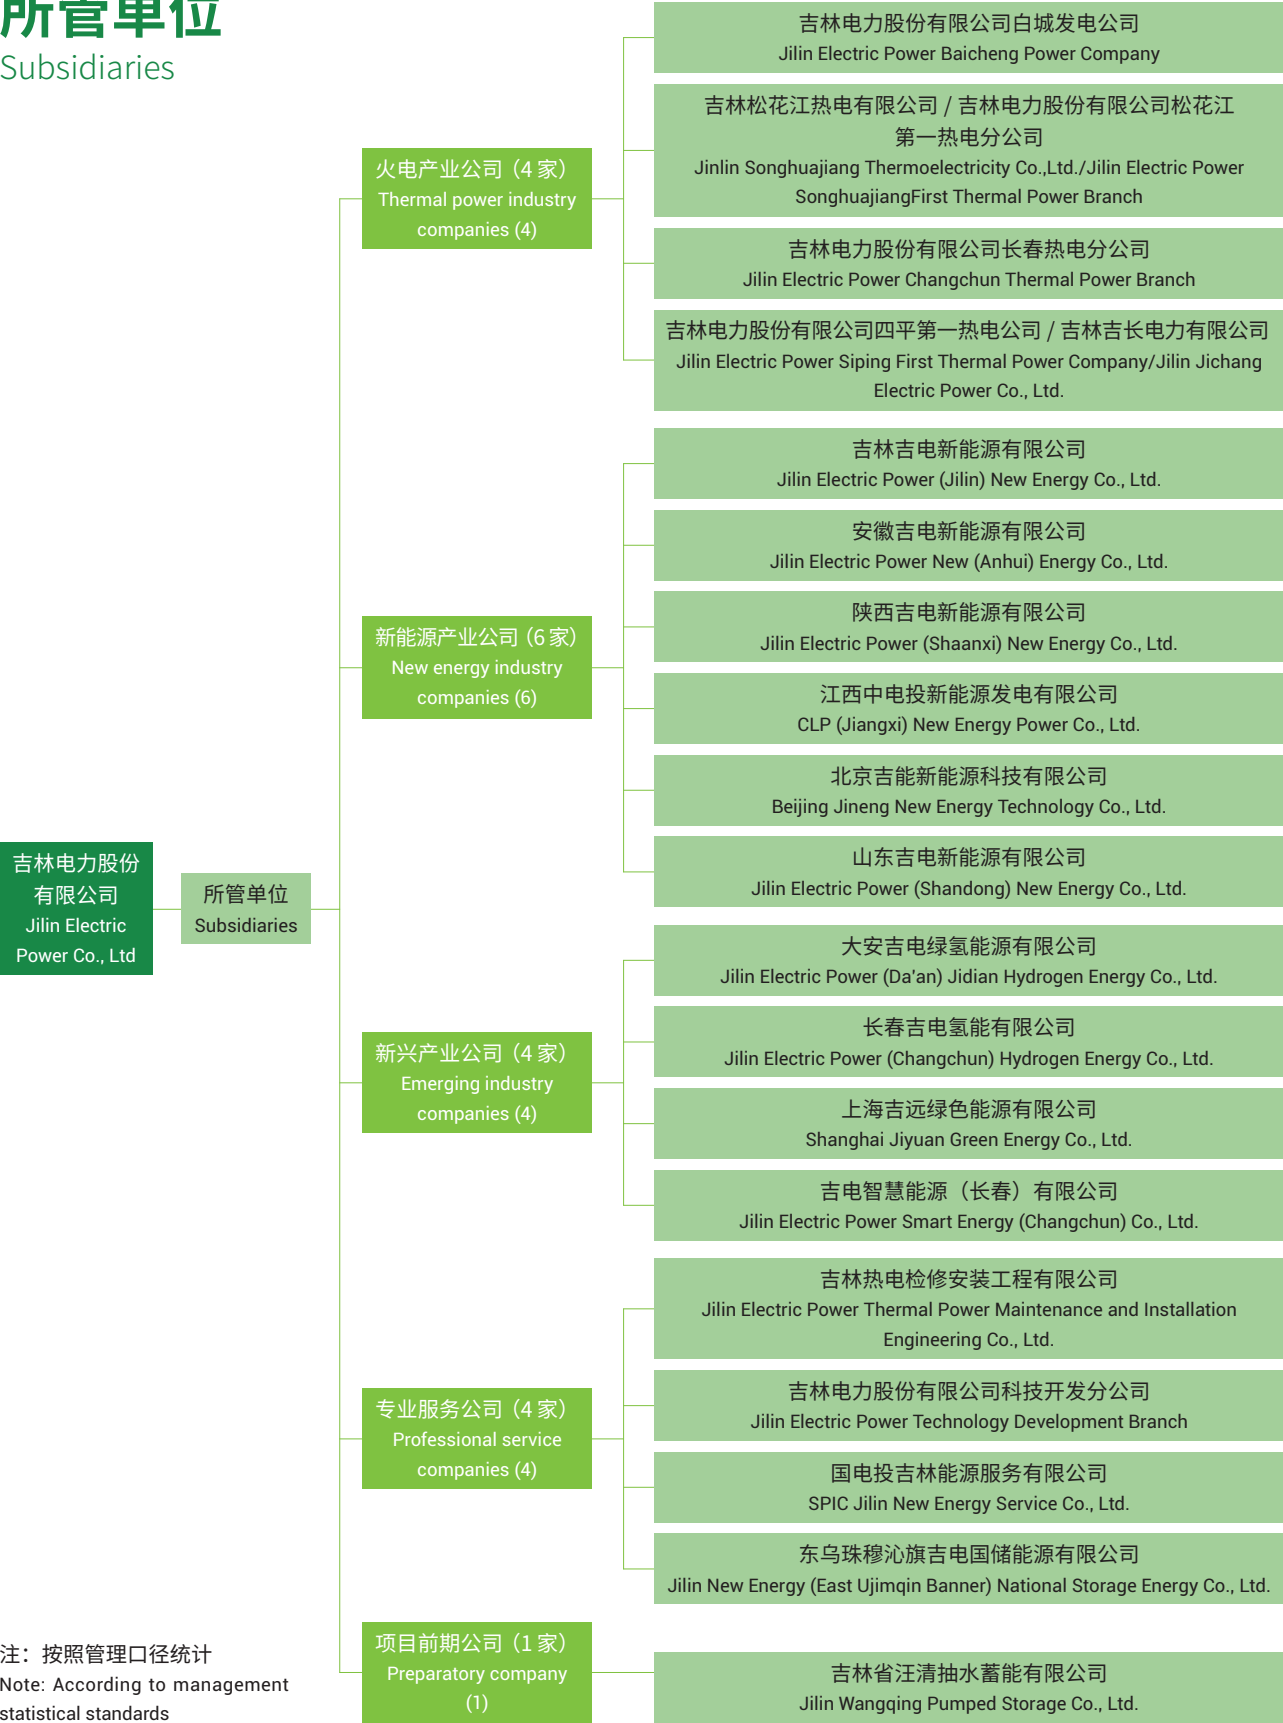 所管单位
Subsidiaries
吉林电力股份
有限公司
Jilin Electric
Power Co., Ltd
所管单位
Subsidiaries
火电产业公司（4 家）
Thermal power industry
companies (4)
吉林电力股份有限公司白城发电公司
Jilin Electric Power Baicheng Power Company
吉林松花江热电有限公司 / 吉林电力股份有限公司松花江
第一热电分公司
Jinlin Songhuajiang Thermoelectricity Co.,Ltd./Jilin Electric Power
SonghuajiangFirst Thermal Power Branch
吉林电力股份有限公司长春热电分公司
Jilin Electric Power Changchun Thermal Power Branch
吉林电力股份有限公司四平第一热电公司 / 吉林吉长电力有限公司
Jilin Electric Power Siping First Thermal Power Company/Jilin Jichang
Electric Power Co., Ltd.
新能源产业公司（6 家）
New energy industry
companies (6)
吉林吉电新能源有限公司
Jilin Electric Power (Jilin) New Energy Co., Ltd.
安徽吉电新能源有限公司
Jilin Electric Power New (Anhui) Energy Co., Ltd.
陕西吉电新能源有限公司
Jilin Electric Power (Shaanxi) New Energy Co., Ltd.
江西中电投新能源发电有限公司
CLP (Jiangxi) New Energy Power Co., Ltd.
北京吉能新能源科技有限公司
Beijing Jineng New Energy Technology Co., Ltd.
山东吉电新能源有限公司
Jilin Electric Power (Shandong) New Energy Co., Ltd.
新兴产业公司（4 家）
Emerging industry
companies (4)
大安吉电绿氢能源有限公司
Jilin Electric Power (Da'an) Jidian Hydrogen Energy Co., Ltd.
长春吉电氢能有限公司
Jilin Electric Power (Changchun) Hydrogen Energy Co., Ltd.
上海吉远绿色能源有限公司
Shanghai Jiyuan Green Energy Co., Ltd.
吉电智慧能源（长春）有限公司
Jilin Electric Power Smart Energy (Changchun) Co., Ltd.
专业服务公司（4 家）
Professional service
companies (4)
吉林热电检修安装工程有限公司
Jilin Electric Power Thermal Power Maintenance and Installation
Engineering Co., Ltd.
吉林电力股份有限公司科技开发分公司
Jilin Electric Power Technology Development Branch
国电投吉林能源服务有限公司
SPIC Jilin New Energy Service Co., Ltd.
东乌珠穆沁旗吉电国储能源有限公司
Jilin New Energy (East Ujimqin Banner) National Storage Energy Co., Ltd.
项目前期公司（1 家）
Preparatory company
(1)
吉林省汪清抽水蓄能有限公司
Jilin Wangqing Pumped Storage Co., Ltd.
注：按照管理口径统计
Note: According to management
statistical standards